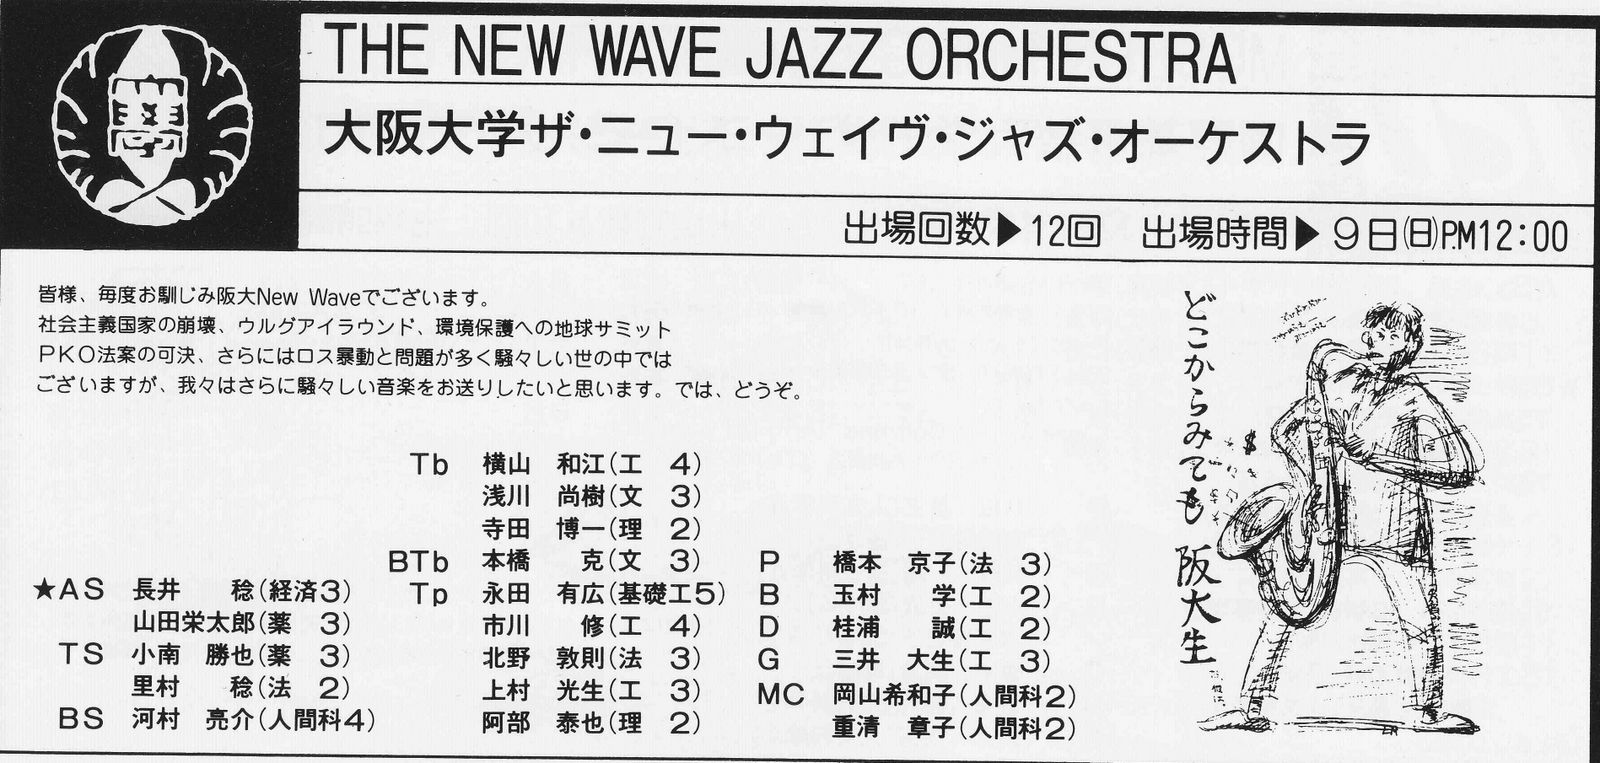 學
THE NEW WAVE JAZZ ORCHESTRA
大阪大学ザ・ニュー・ウェイヴ・ジャズ・オーケストラ
出場回数▶12回 出場時間▶9日(日)P.M12:00
皆様、毎度お馴じみ阪大New Waveでございます。
社会主義国家の崩壊、ウルグアイラウンド、環境保護への地球サミット
PKO法案の可決、さらにはロス暴動と問題が多く騒々しい世の中では
ございますが、我々はさらに騒々しい音楽をお送りしたいと思います。では、どうぞ。
★AS 長井 稔(経済3)
山田栄太郎(薬 3)
TS 小南 勝也(薬 3)
里村 稔(法 2)
BS 河村 亮介(人間科4)
Tb 横山 和江(工 4)
浅川 尚樹(文 3)
寺田 博一(理 2)
BTb 本橋 克(文 3)
Tp 永田 有広(基礎工5)
市川 修(工 4)
北野 敦則(法 3)
上村 光生(工 3)
阿部 泰也(理 2)
P 橋本 京子(法 3)
B 玉村 学(工 2)
D 桂浦 誠(工 2)
G 三井 大生(工 3)
MC 岡山希和子(人間科2)
重清 章子(人間科2)
どこからみても 阪大生
$